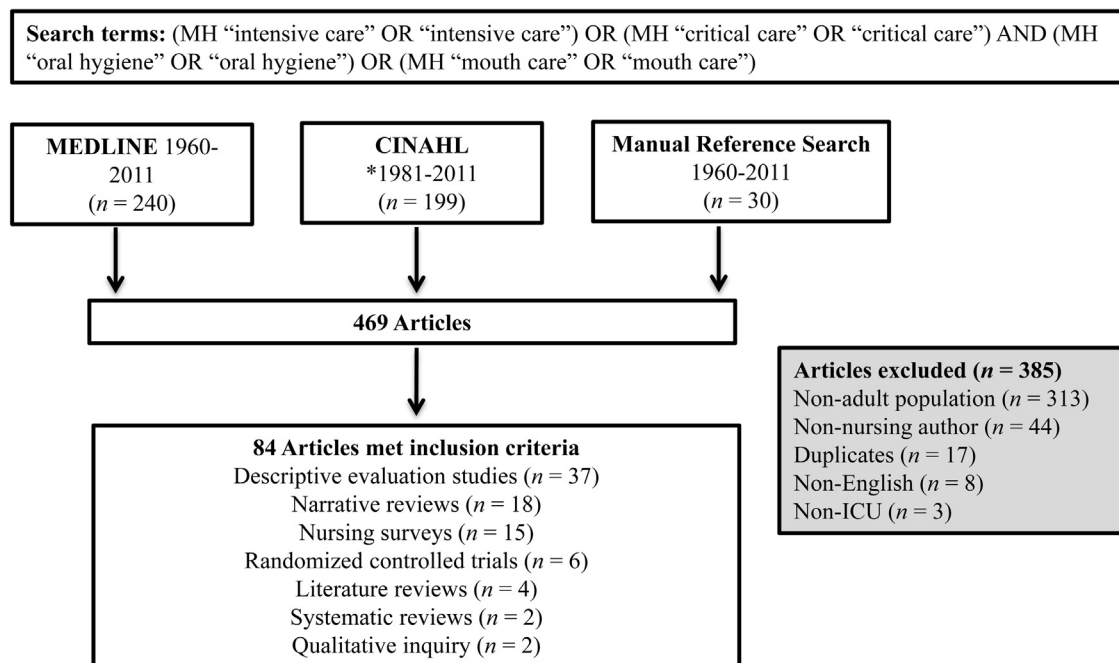 Search terms: (MH “intensive care” OR “intensive care”) OR (MH “critical care” OR “critical care”) AND (MH
“oral hygiene” OR “oral hygiene”) OR (MH “mouth care” OR “mouth care”)
MEDLINE 1960-
2011
(n = 240)
CINAHL
*1981-2011
(n = 199)
Manual Reference Search
1960-2011
(n = 30)
469 Articles
Articles excluded (n = 385)
Non-adult population (n = 313)
Non-nursing author (n = 44)
Duplicates (n = 17)
Non-English (n = 8)
Non-ICU (n = 3)
84 Articles met inclusion criteria
Descriptive evaluation studies (n = 37)
Narrative reviews (n = 18)
Nursing surveys (n = 15)
Randomized controlled trials (n = 6)
Literature reviews (n = 4)
Systematic reviews (n = 2)
Qualitative inquiry (n = 2)